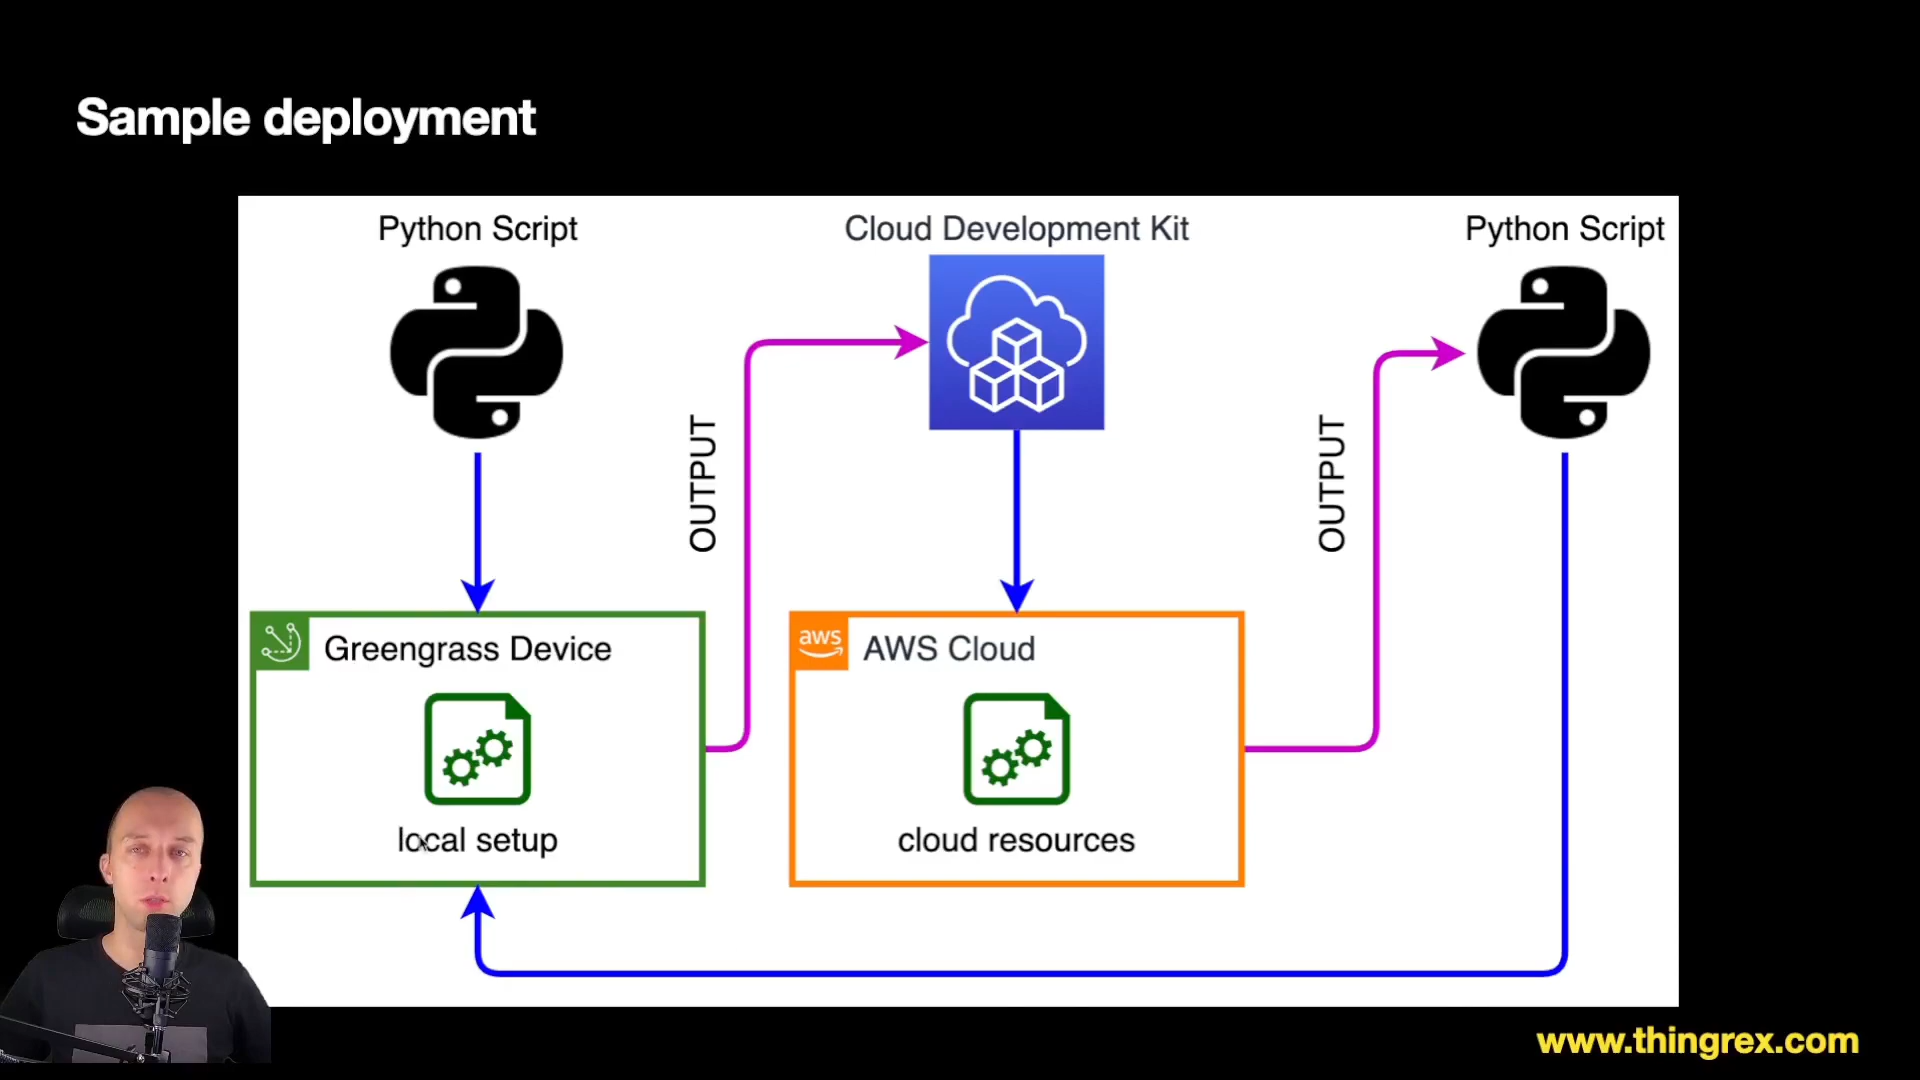 Sample deployment
Python Script
Cloud Development Kit
Python Script
OUTPUT
OUTPUT
Greengrass Device
aws
AWS Cloud
local setup
cloud resources
www.thingrex.com